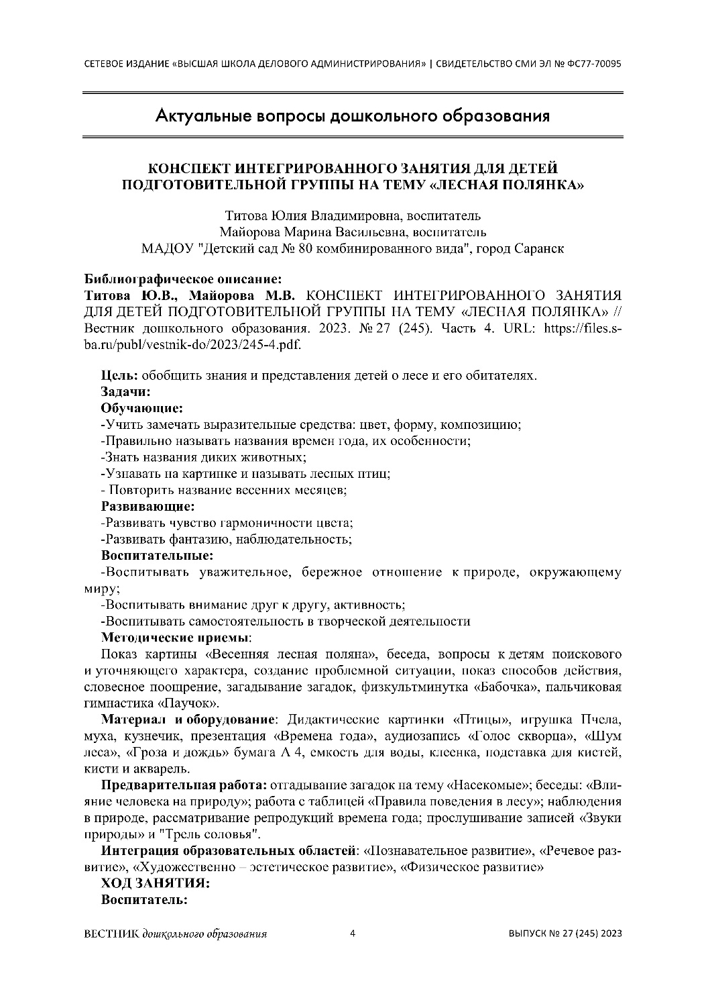 СЕТЕВОЕ ИЗДАНИЕ «ВЫСШАЯ ШКОЛА ДЕЛОВОГО АДМИНИСТРИРОВАНИЯ» | СВИДЕТЕЛЬСТВО СМИ ЭЛ № ФС77-70095
Актуальные вопросы дошкольного образования
КОНСПЕКТ ИНТЕГРИРОВАННОГО ЗАНЯТИЯ ДЛЯ ДЕТЕЙ
ПОДГОТОВИТЕЛЬНОЙ ГРУППЫ НА ТЕМУ «ЛЕСНАЯ ПОЛЯНКА»
Титова Юлия Владимировна, воспитатель
Майорова Марина Васильевна, воспитатель
МАДОУ "Детский сад № 80 комбинированного вида", город Саранск
Библиографическое описание:
Титова Ю.В., Майорова М.В. КОНСПЕКТ ИНТЕГРИРОВАННОГО ЗАНЯТИЯ
ДЛЯ ДЕТЕЙ ПОДГОТОВИТЕЛЬНОЙ ГРУППЫ НА ТЕМУ «ЛЕСНАЯ ПОЛЯНКА» //
Вестник дошкольного образования. 2023. № 27 (245). Часть 4. URL: https://files.s-
ba.ru/publ/vestnik-do/2023/245-4.pdf.
Цель: обобщить знания и представления детей о лесе и его обитателях.
Задачи:
Обучающие:
-Учить замечать выразительные средства: цвет, форму, композицию;
-Правильно называть названия времен года, их особенности;
-Знать названия диких животных;
-Узнавать на картинке и называть лесных птиц;
- Повторить название весенних месяцев;
Развивающие:
-Развивать чувство гармоничности цвета;
-Развивать фантазию, наблюдательность;
Воспитательные:
-Воспитывать уважительное, бережное отношение к природе, окружающему
миру;
-Воспитывать внимание друг к другу, активность;
-Воспитывать самостоятельность в творческой деятельности
Методические приемы:
Показ картины «Весенняя лесная поляна», беседа, вопросы к детям поискового
и уточняющего характера, создание проблемной ситуации, показ способов действия,
словесное поощрение, загадывание загадок, физкультминутка «Бабочка», пальчиковая
гимнастика «Паучок».
Материал и оборудование: Дидактические картинки «Птицы», игрушка Пчела,
муха, кузнечик, презентация «Времена года», аудиозапись «Голос скворца», «Шум
леса», «Гроза и дождь» бумага А 4, емкость для воды, клеенка, подставка для кистей,
кисти и акварель.
Предварительная работа: отгадывание загадок на тему «Насекомые»; беседы: «Вли-
яние человека на природу»; работа с таблицей «Правила поведения в лесу»; наблюдения
в природе, рассматривание репродукций времена года; прослушивание записей «Звуки
природы» и "Трель соловья".
Интеграция образовательных областей: «Познавательное развитие», «Речевое раз-
витие», «Художественно – эстетическое развитие», «Физическое развитие»
ХОД ЗАНЯТИЯ:
Воспитатель:
ВЕСТНИК дошкольного образования 4 ВЫПУСК № 27 (245) 2023